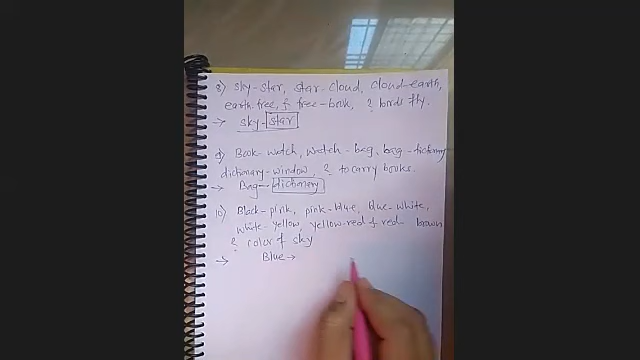 8) sky-star, star-cloud, cloud-earth,
earth-tree, & tree-book, ? birds fly.
→ sky-star
9) Book-watch, watch-bag, bag-dictionary
dictionary-window, ? to carry books.
→ Bag→dictionary
10) Black-pink, pink-blue, blue-white,
white-yellow, yellow-red & red- brown
? color of sky
→ Blue→